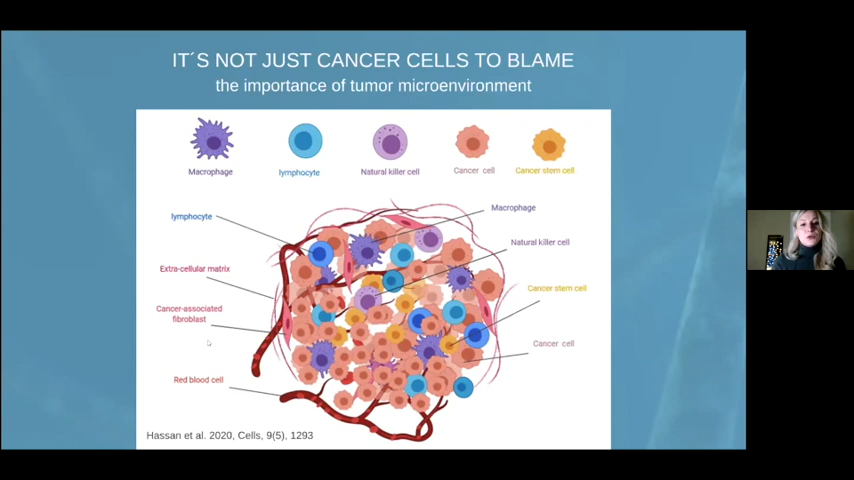 IT´S NOT JUST CANCER CELLS TO BLAME
the importance of tumor microenvironment
Macrophage
lymphocyte
Natural killer cell
Cancer cell
Cancer stem cell
lymphocyte
Macrophage
Natural killer cell
Extra-cellular matrix
Cancer stem cell
Cancer-associated
fibroblast
Cancer cell
Red blood cell
Hassan et al. 2020, Cells, 9(5), 1293